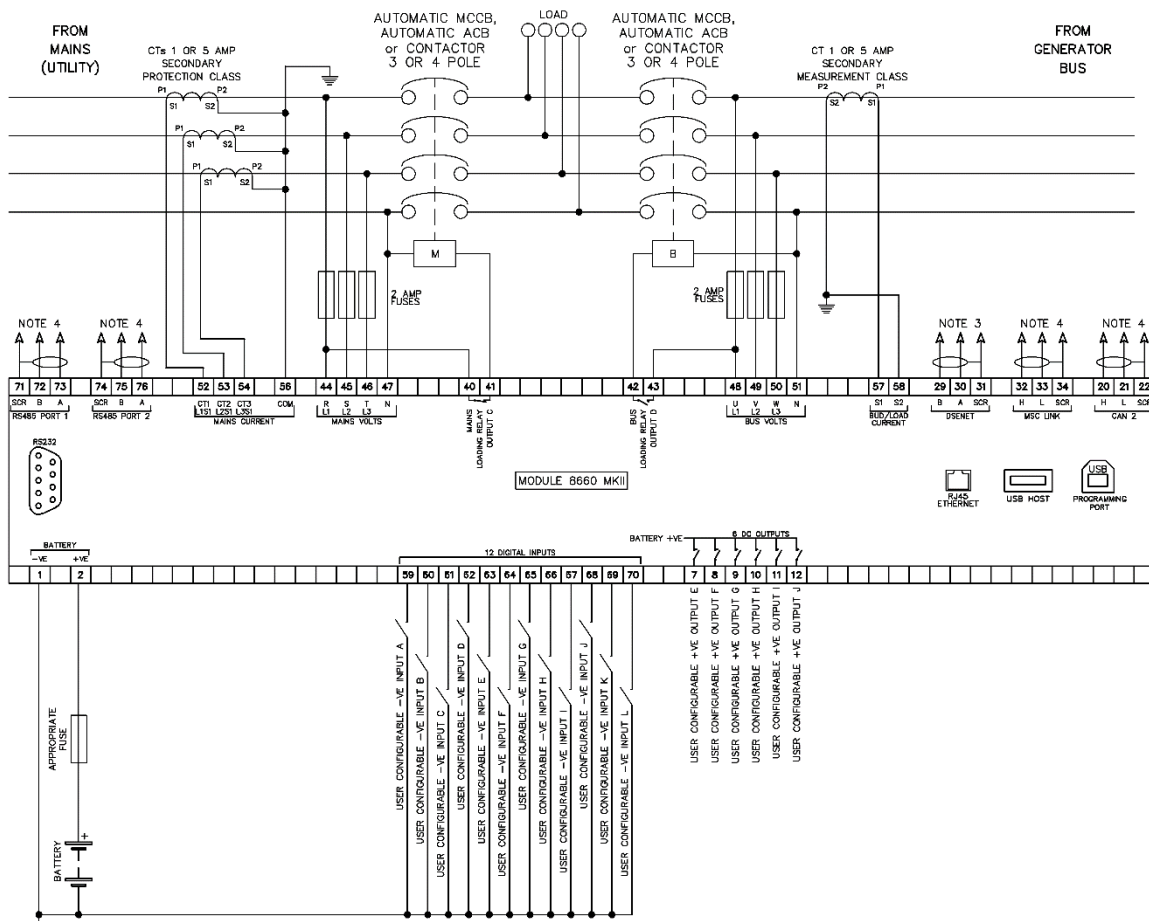 FROM
MAINS
(UTILITY)
CTs 1 OR 5 AMP
SECONDARY
PROTECTION CLASS
AUTOMATIC MCCB,
AUTOMATIC ACB
or CONTACTOR
3 OR 4 POLE
LOAD
AUTOMATIC MCCB,
AUTOMATIC ACB
or CONTACTOR
3 OR 4 POLE
CT 1 OR 5 AMP
SECONDARY
MEASUREMENT CLASS
FROM
GENERATOR
BUS
P1 P2
S1 S2
P1 P2
S1 S2
P1 P2
S1 S2
P2 P1
S2 S1
M
B
2 AMP
FUSES
2 AMP
FUSES
NOTE 4
NOTE 4
NOTE 3
NOTE 4
NOTE 4
71 72 73 74 75 76 52 53 54 56 44 45 46 47 40 41 42 43 48 49 50 51 57 58 29 30 31 32 33 34 20 21 22
SCR B A
RS485 PORT 1
SCR B A
RS485 PORT 2
CT1 CT2 CT3 COM
L1S1 L2S1 L3S1
MAINS CURRENT
R S T N
L1 L2 L3
MAINS VOLTS
MAINS
LOADING RELAY
OUTPUT C
BUS
LOADING RELAY
OUTPUT D
U V W N
L1 L2 L3
BUS VOLTS
S1 S2
BUD/LOAD
CURRENT
B A SCR
DSENET
H L SCR
MSC LINK
H L SCR
CAN 2
RS232
MODULE 8660 MKII
RJ45
ETHERNET
USB HOST
USB
PROGRAMMING
PORT
BATTERY
-VE +VE
12 DIGITAL INPUTS
BATTERY +VE
6 DC OUTPUTS
1 2 59 60 61 62 63 64 65 66 67 68 69 70 7 8 9 10 11 12
USER CONFIGURABLE -VE INPUT A
USER CONFIGURABLE -VE INPUT B
USER CONFIGURABLE -VE INPUT C
USER CONFIGURABLE -VE INPUT D
USER CONFIGURABLE -VE INPUT E
USER CONFIGURABLE -VE INPUT F
USER CONFIGURABLE -VE INPUT G
USER CONFIGURABLE -VE INPUT H
USER CONFIGURABLE -VE INPUT I
USER CONFIGURABLE -VE INPUT J
USER CONFIGURABLE -VE INPUT K
USER CONFIGURABLE -VE INPUT L
USER CONFIGURABLE +VE OUTPUT E
USER CONFIGURABLE +VE OUTPUT F
USER CONFIGURABLE +VE OUTPUT G
USER CONFIGURABLE +VE OUTPUT H
USER CONFIGURABLE +VE OUTPUT I
USER CONFIGURABLE +VE OUTPUT J
APPROPRIATE
FUSE
BATTERY
+